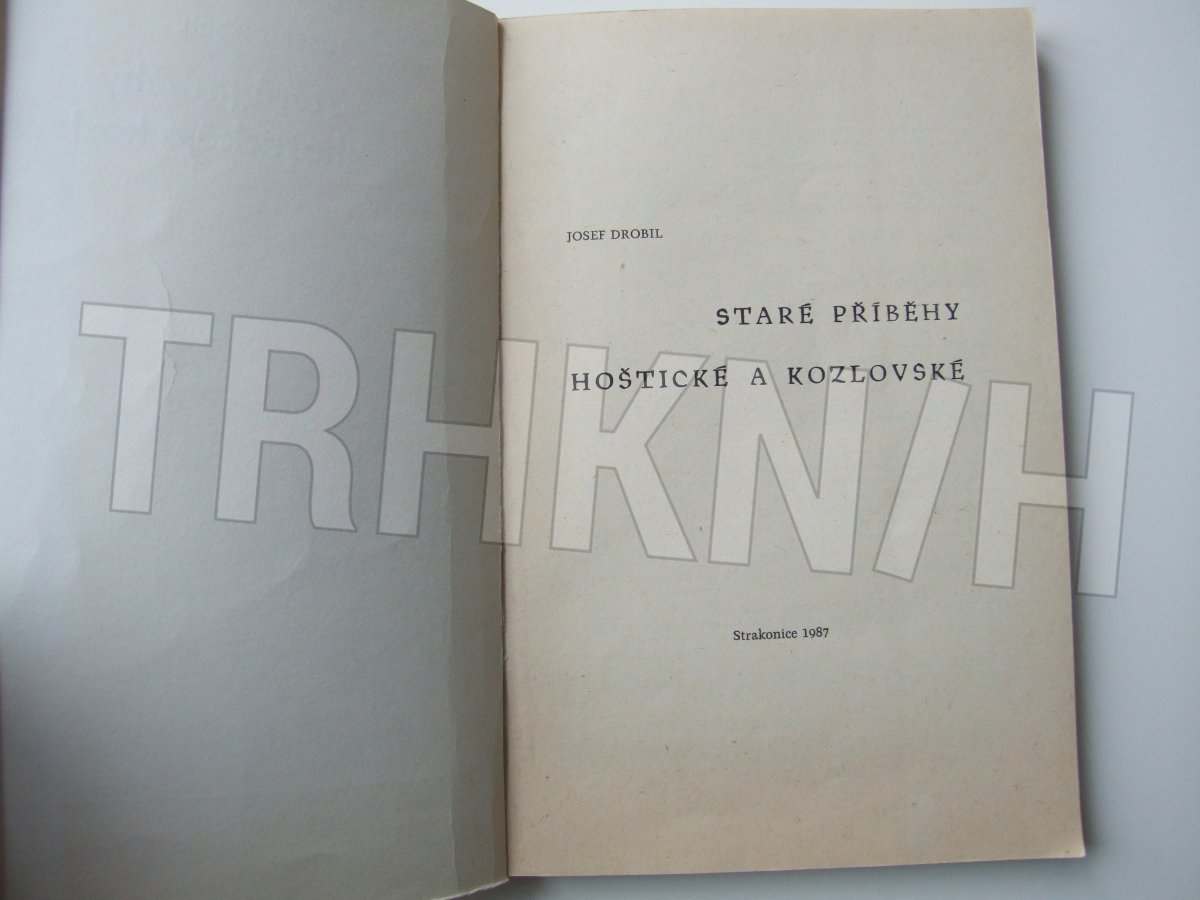 JOSEF DROBIL
STARÉ PŘÍBĚHY
HOŠTICKÉ A KOZLOVSKÉ
TRHKNIH
Strakonice 1987